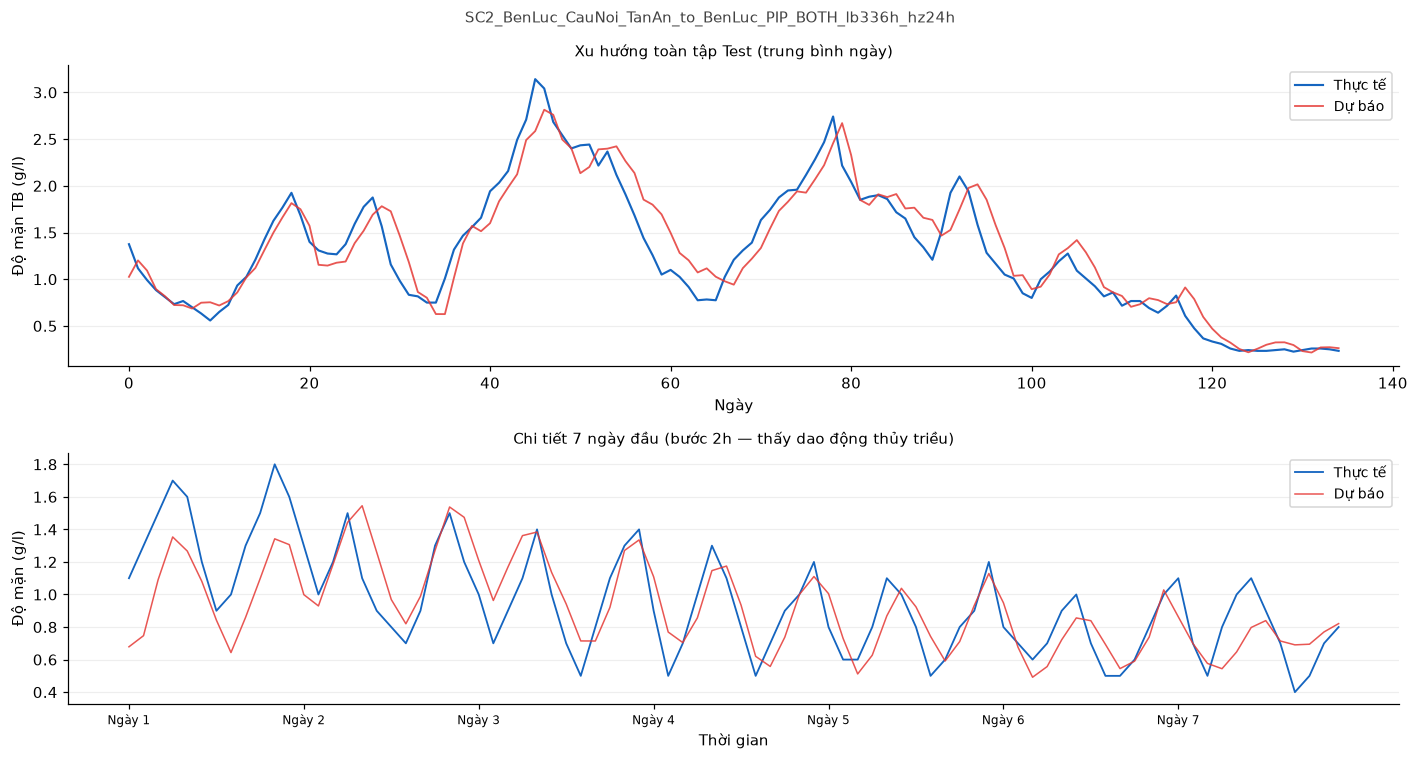 SC2_BenLuc_CauNoi_TanAn_to_BenLuc_PIP_BOTH_lb336h_hz24h
Xu hướng toàn tập Test (trung bình ngày)
Độ mặn TB (g/l)
3.0
2.5
2.0
1.5
1.0
0.5
Thực tế
Dự báo
0 20 40 60 80 100 120 140
Ngày
Chi tiết 7 ngày đầu (bước 2h — thấy dao động thủy triều)
Độ mặn (g/l)
1.8
1.6
1.4
1.2
1.0
0.8
0.6
0.4
Thực tế
Dự báo
Ngày 1 Ngày 2 Ngày 3 Ngày 4 Ngày 5 Ngày 6 Ngày 7
Thời gian